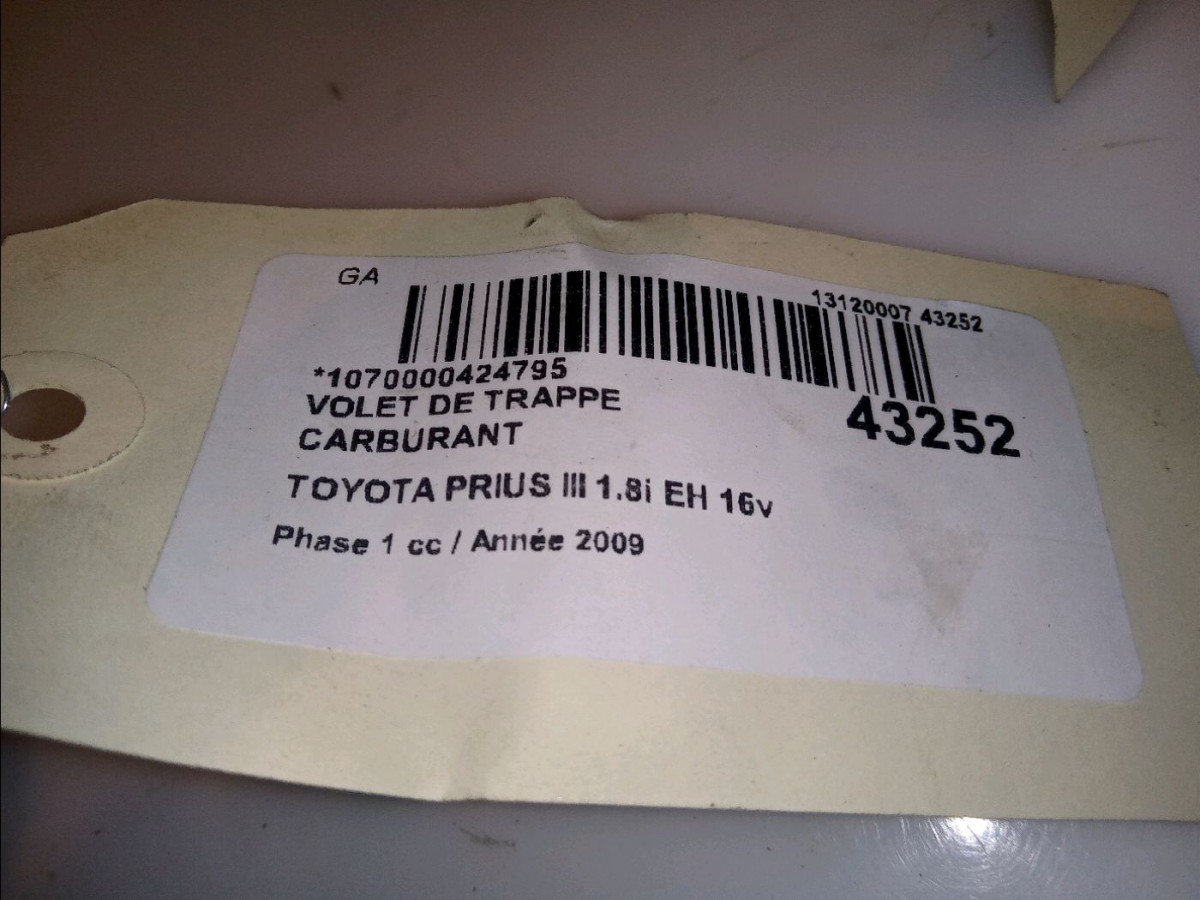 GA
13120007 43252
*1070000424795
VOLET DE TRAPPE
CARBURANT
43252
TOYOTA PRIUS III 1.8i EH 16v
Phase 1 cc / Année 2009